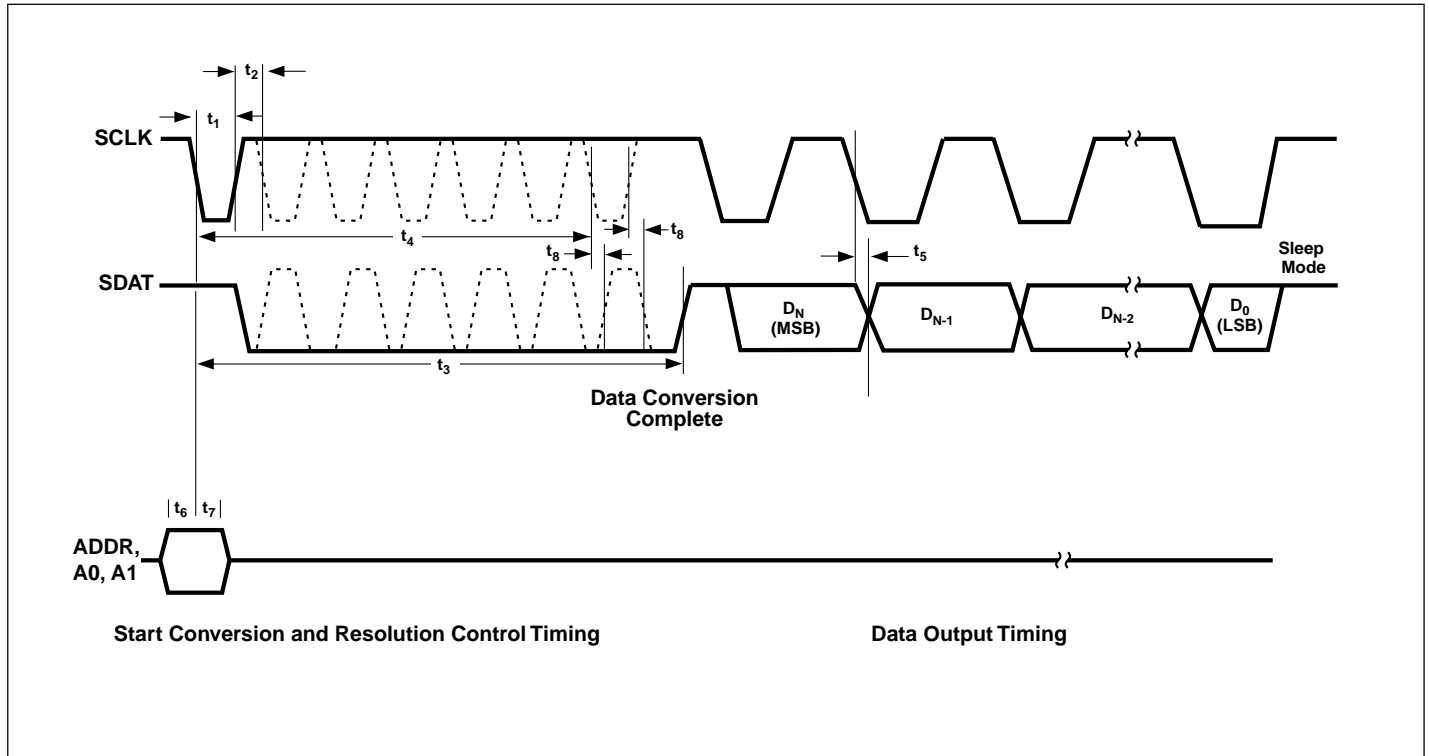 t2
t1
SCLK
t4
t8
t8
t5
Sleep
Mode
SDAT
DN
(MSB)
DN-1
DN-2
D0
(LSB)
t3
Data Conversion
Complete
t6 t7
ADDR,
A0, A1
Start Conversion and Resolution Control Timing
Data Output Timing